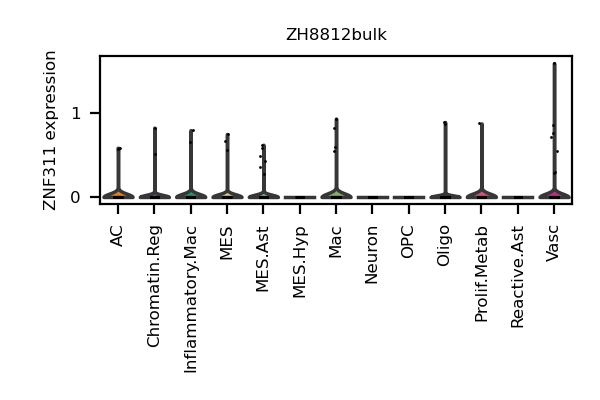 ZH8812bulk
ZNF311 expression
1
0
AC
Chromatin.Reg
Inflammatory.Mac
MES
MES.Ast
MES.Hyp
Mac
Neuron
OPC
Oligo
Prolif.Metab
Reactive.Ast
Vasc